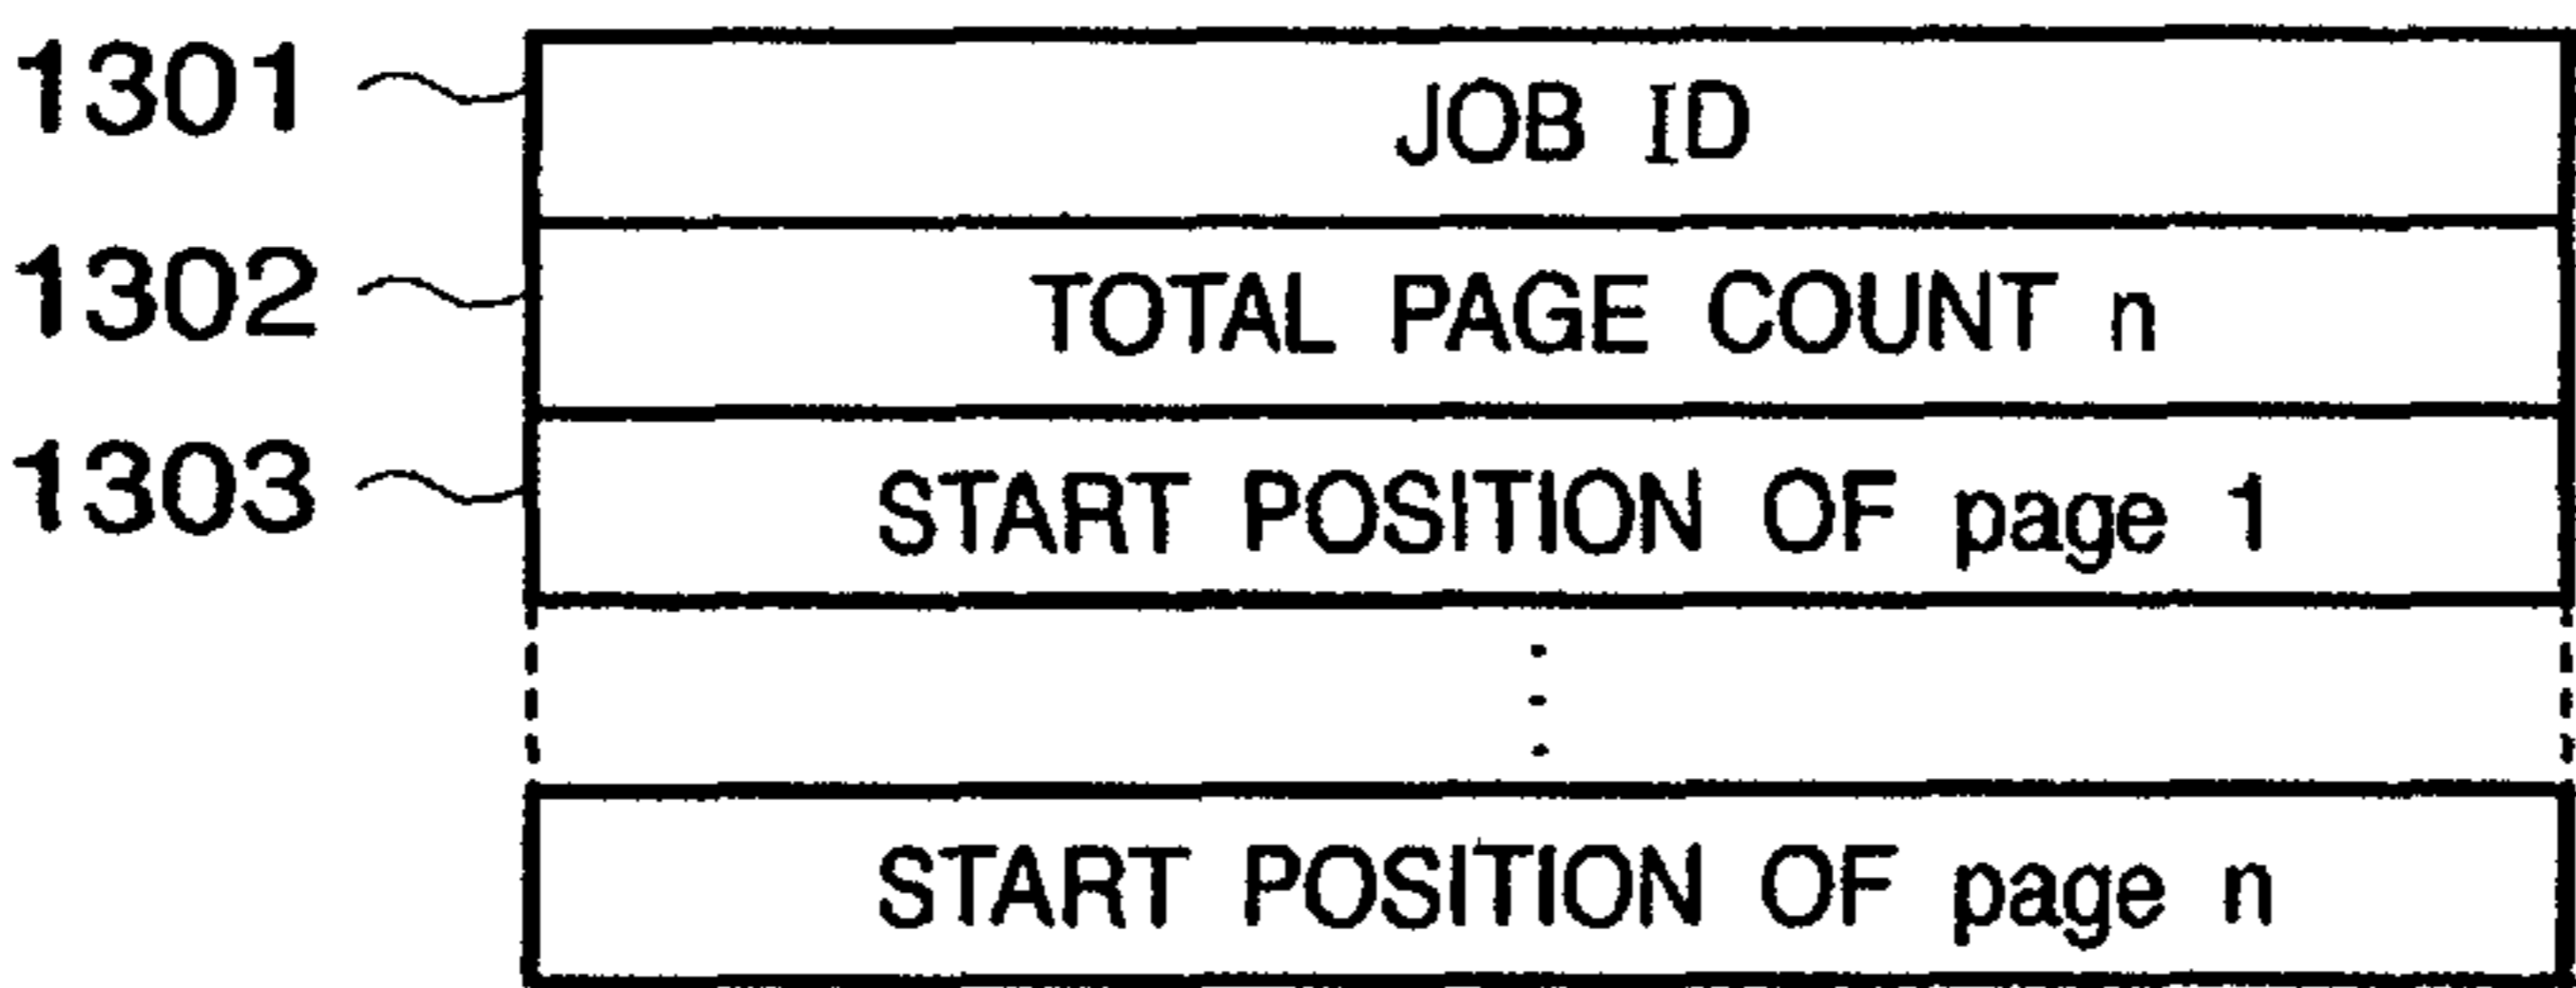 1301 JOB ID
1302 TOTAL PAGE COUNT n
1303 START POSITION OF page 1
START POSITION OF page n